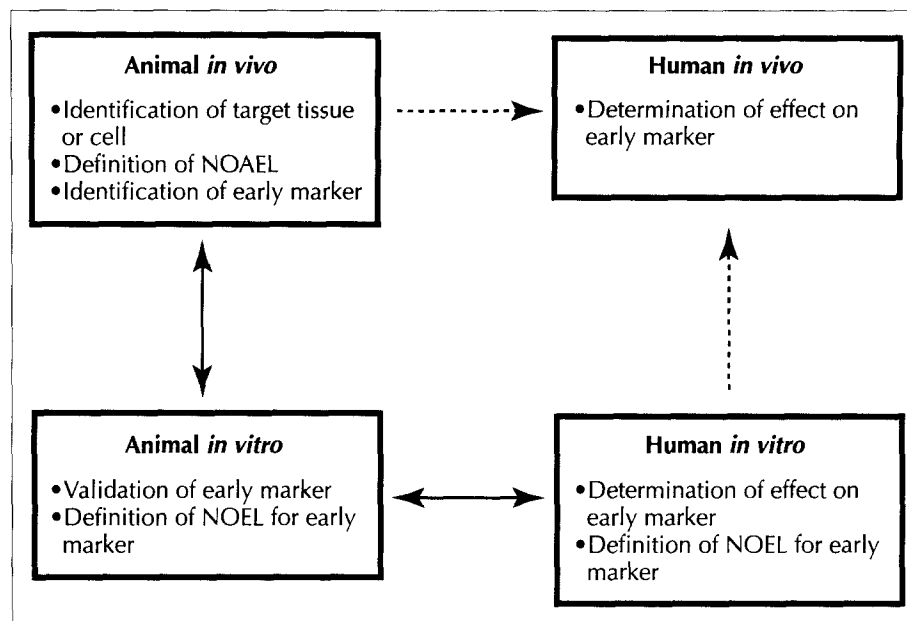 Animal in vivo
•Identification of target tissue
or cell
•Definition of NOAEL
•Identification of early marker
Human in vivo
•Determination of effect on
early marker
Animal in vitro
•Validation of early marker
•Definition of NOEL for early
marker
Human in vitro
•Determination of effect on
early marker
•Definition of NOEL for early
marker